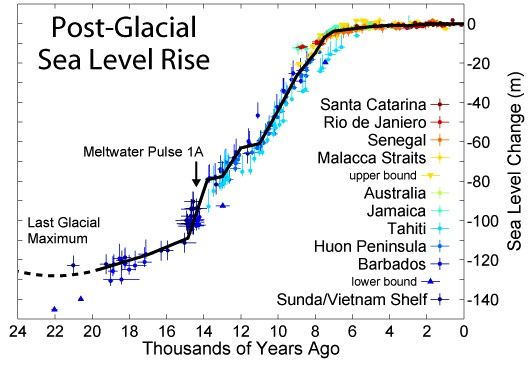 Post-Glacial
Sea Level Rise
Meltwater Pulse 1A
Last Glacial
Maximum
Santa Catarina
Rio de Janiero
Senegal
Malacca Straits
upper bound
Australia
Jamaica
Tahiti
Huon Peninsula
Barbados
lower bound
Sunda/Vietnam Shelf
0
-20
-40
-60
-80
-100
-120
-140
Sea Level Change (m)
24 22 20 18 16 14 12 10 8 6 4 2 0
Thousands of Years Ago